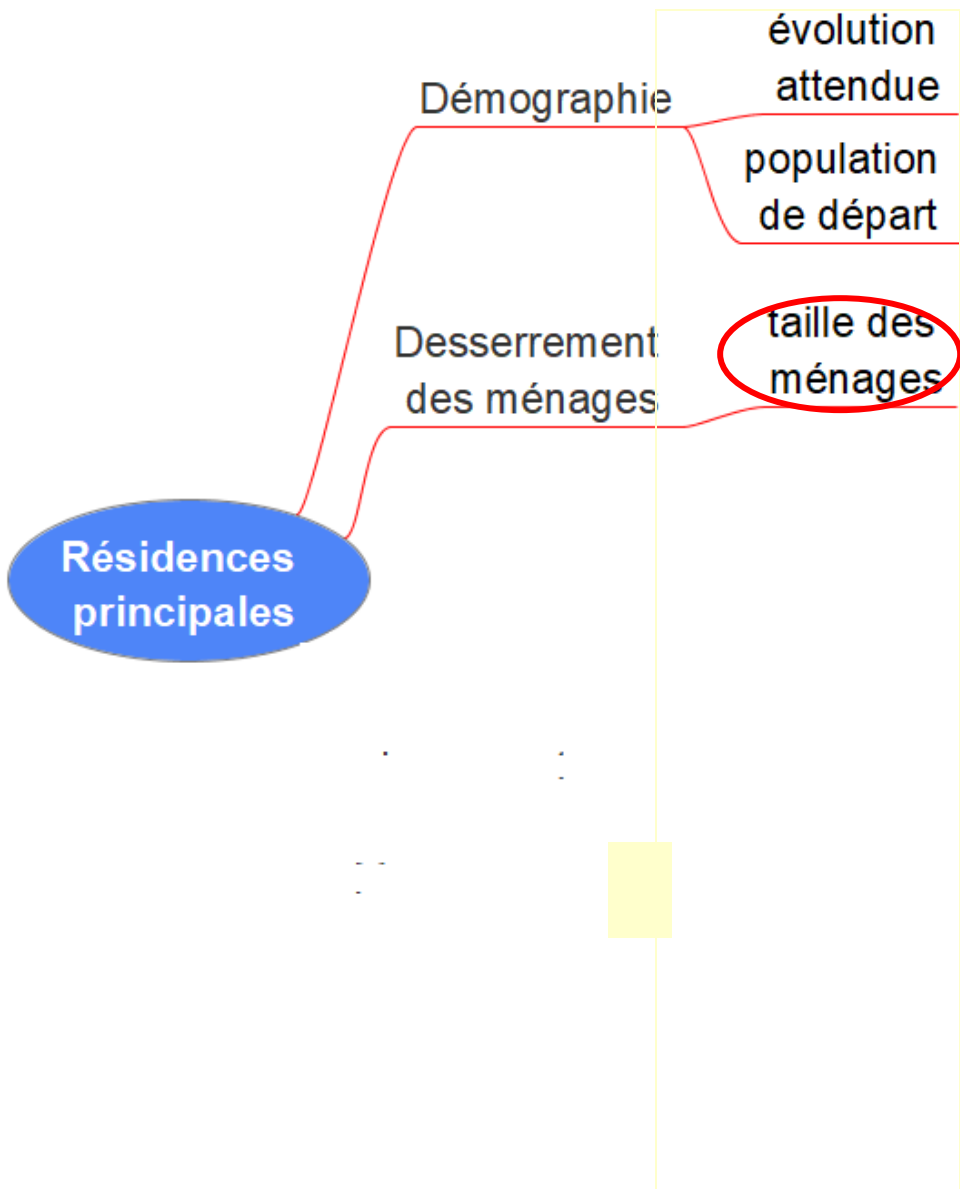 évolution
attendue
Démographie
population
de départ
taille des
ménages
Desserrement
des ménages
Résidences
principales